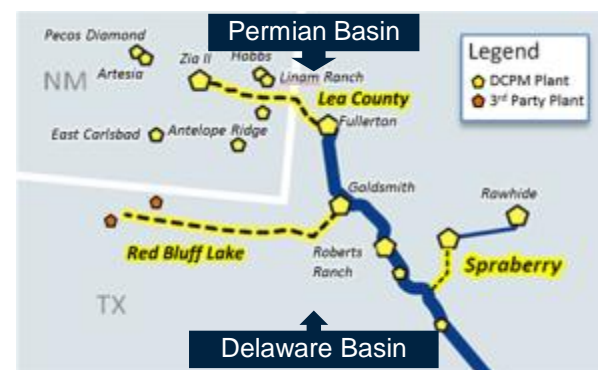 Permian Basin
Pecos Diamond
Zia II
Hobbs
Legend
NM
Artesia
Linam Ranch
DCPM Plant
Lea County
3rd Party Plant
East Carlsbad
Antelope Ridge
Fullerton
Goldsmith
Rawhide
Red Bluff Lake
Roberts
Ranch
Spraberry
TX
Delaware Basin